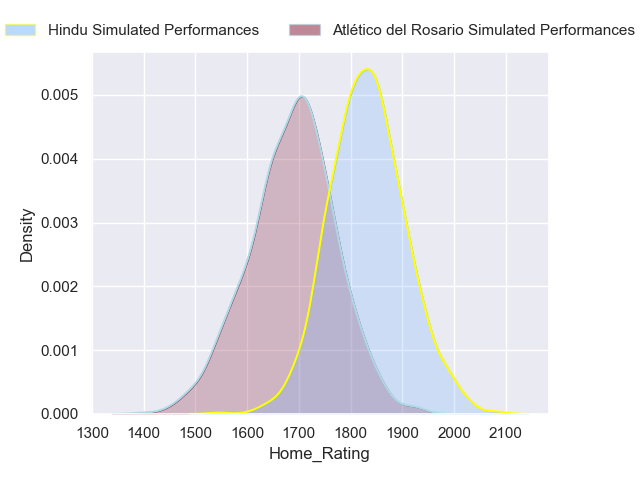 Hindu Simulated Performances
Atlético del Rosario Simulated Performances
0.005
0.004
0.003
0.002
0.001
0.000
Density
1300 1400 1500 1600 1700 1800 1900 2000 2100
Home_Rating